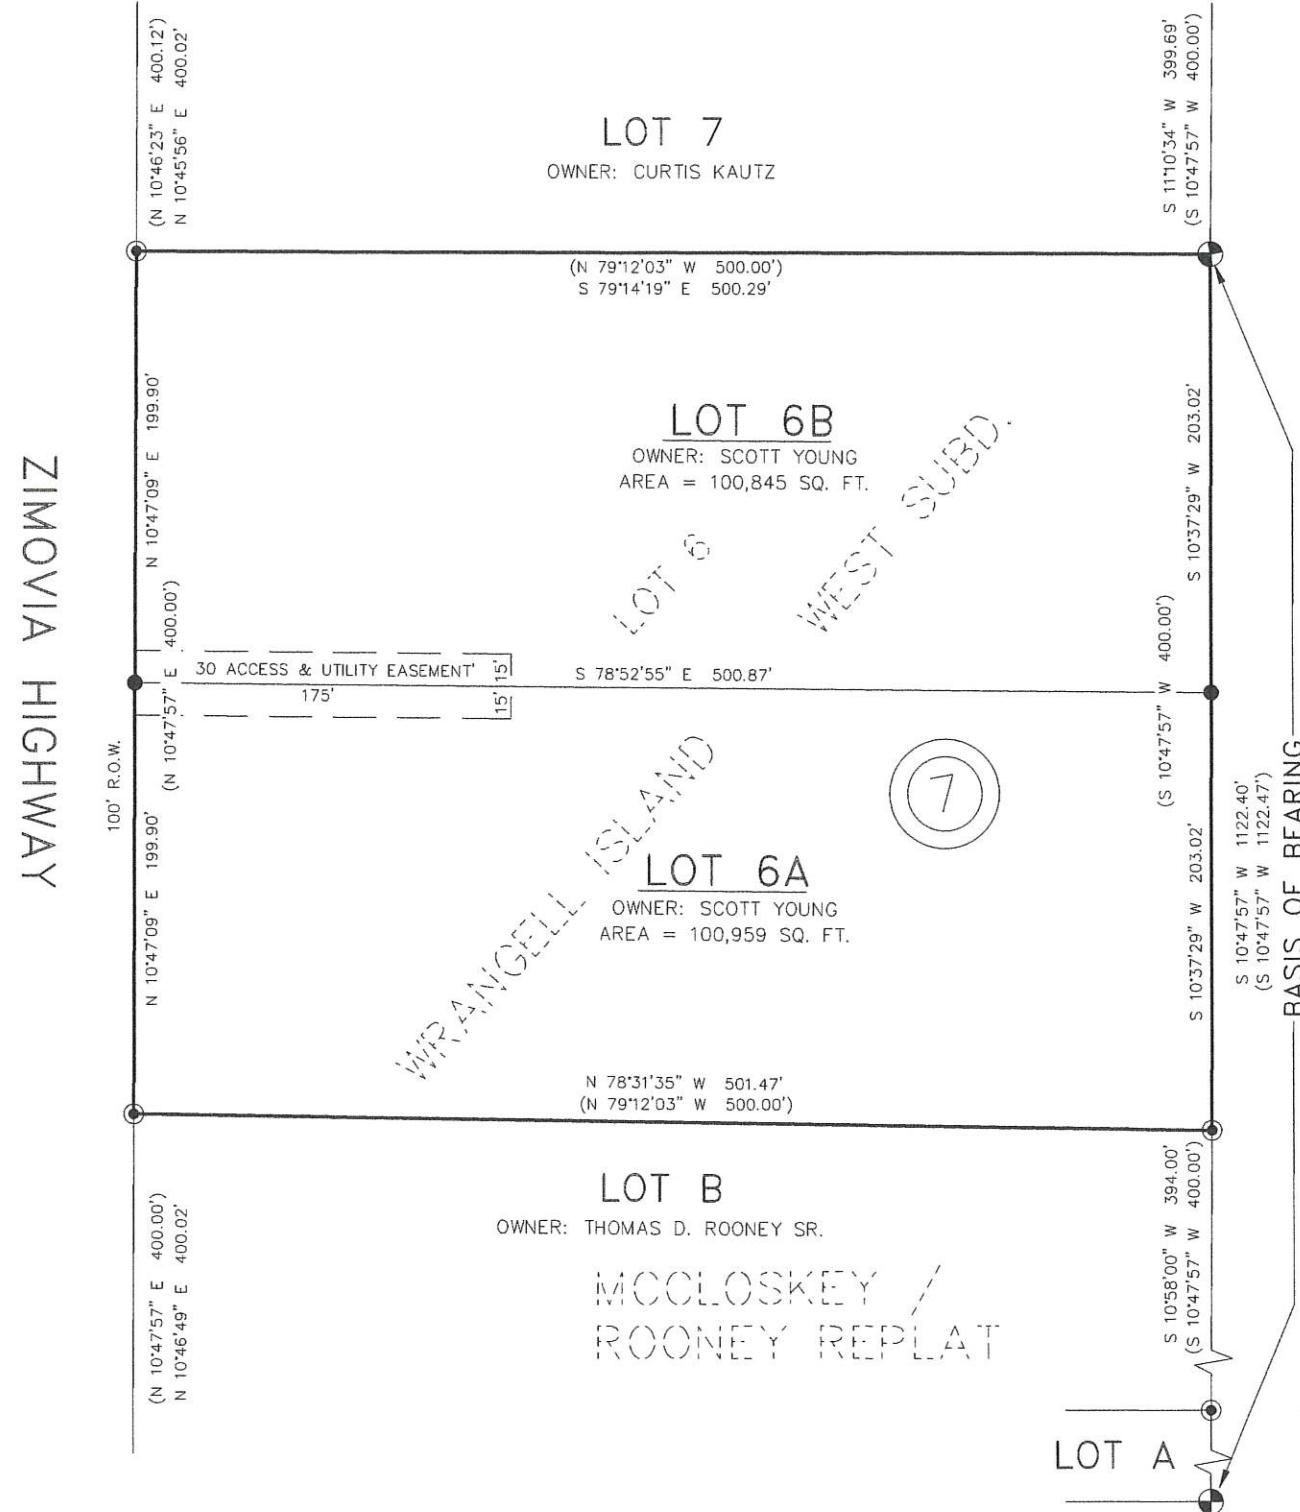 (N 10°46'23" E 400.12')
N 10°45'56" E 400.02'
S 11°10'34" W 399.69'
(S 10°47'57" W 400.00')
LOT 7
OWNER: CURTIS KAUTZ
(N 79°12'03" W 500.00')
S 79°14'19" E 500.29'
N 10°47'09" E 199.90'
LOT 6B
OWNER: SCOTT YOUNG
AREA = 100,845 SQ. FT.
S 10°37'29" W 203.02'
LOT 6
WEST SUBD.
ZIMOVIA HIGHWAY
100' R.O.W.
(N 10°47'57" E 400.00')
30 ACCESS & UTILITY EASEMENT'
15'
175'
15'
S 78°52'55" E 500.87'
(S 10°47'57" W 400.00')
7
WRANGELL ISLAND
N 10°47'09" E 199.90'
LOT 6A
OWNER: SCOTT YOUNG
AREA = 100,959 SQ. FT.
S 10°37'29" W 203.02'
S 10°47'57" W 1122.40'
(S 10°47'57" W 1122.47')
BASIS OF BEARING
N 78°31'35" W 501.47'
(N 79°12'03" W 500.00')
(N 10°47'57" E 400.00')
N 10°46'49" E 400.02'
LOT B
OWNER: THOMAS D. ROONEY SR.
MCCLOSKEY /
ROONEY REPLAT
S 10°58'00" W 394.00'
(S 10°47'57" W 400.00')
LOT A